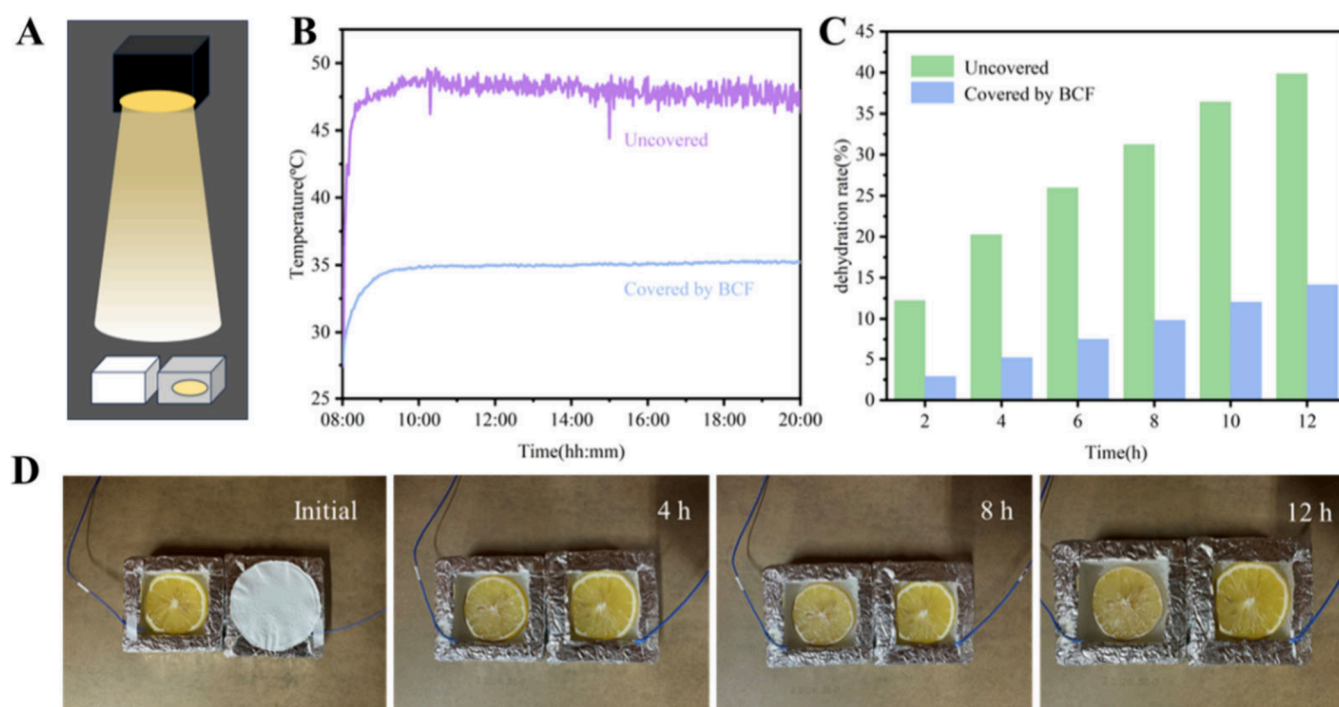 A
B
Temperature(°C)
50
45
40
35
30
25
Uncovered
Covered by BCF
08:00 10:00 12:00 14:00 16:00 18:00 20:00
Time(hh:mm)
C
dehydration rate(%)
45
40
35
30
25
20
15
10
5
0
Uncovered
Covered by BCF
2 4 6 8 10 12
Time(h)
D
Initial
4 h
8 h
12 h